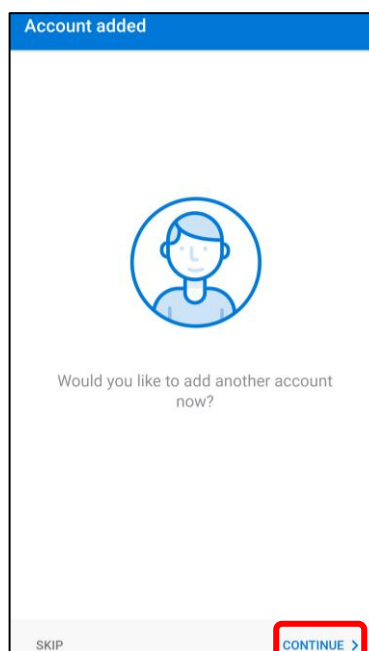 Account added
Would you like to add another account
now?
SKIP
CONTINUE